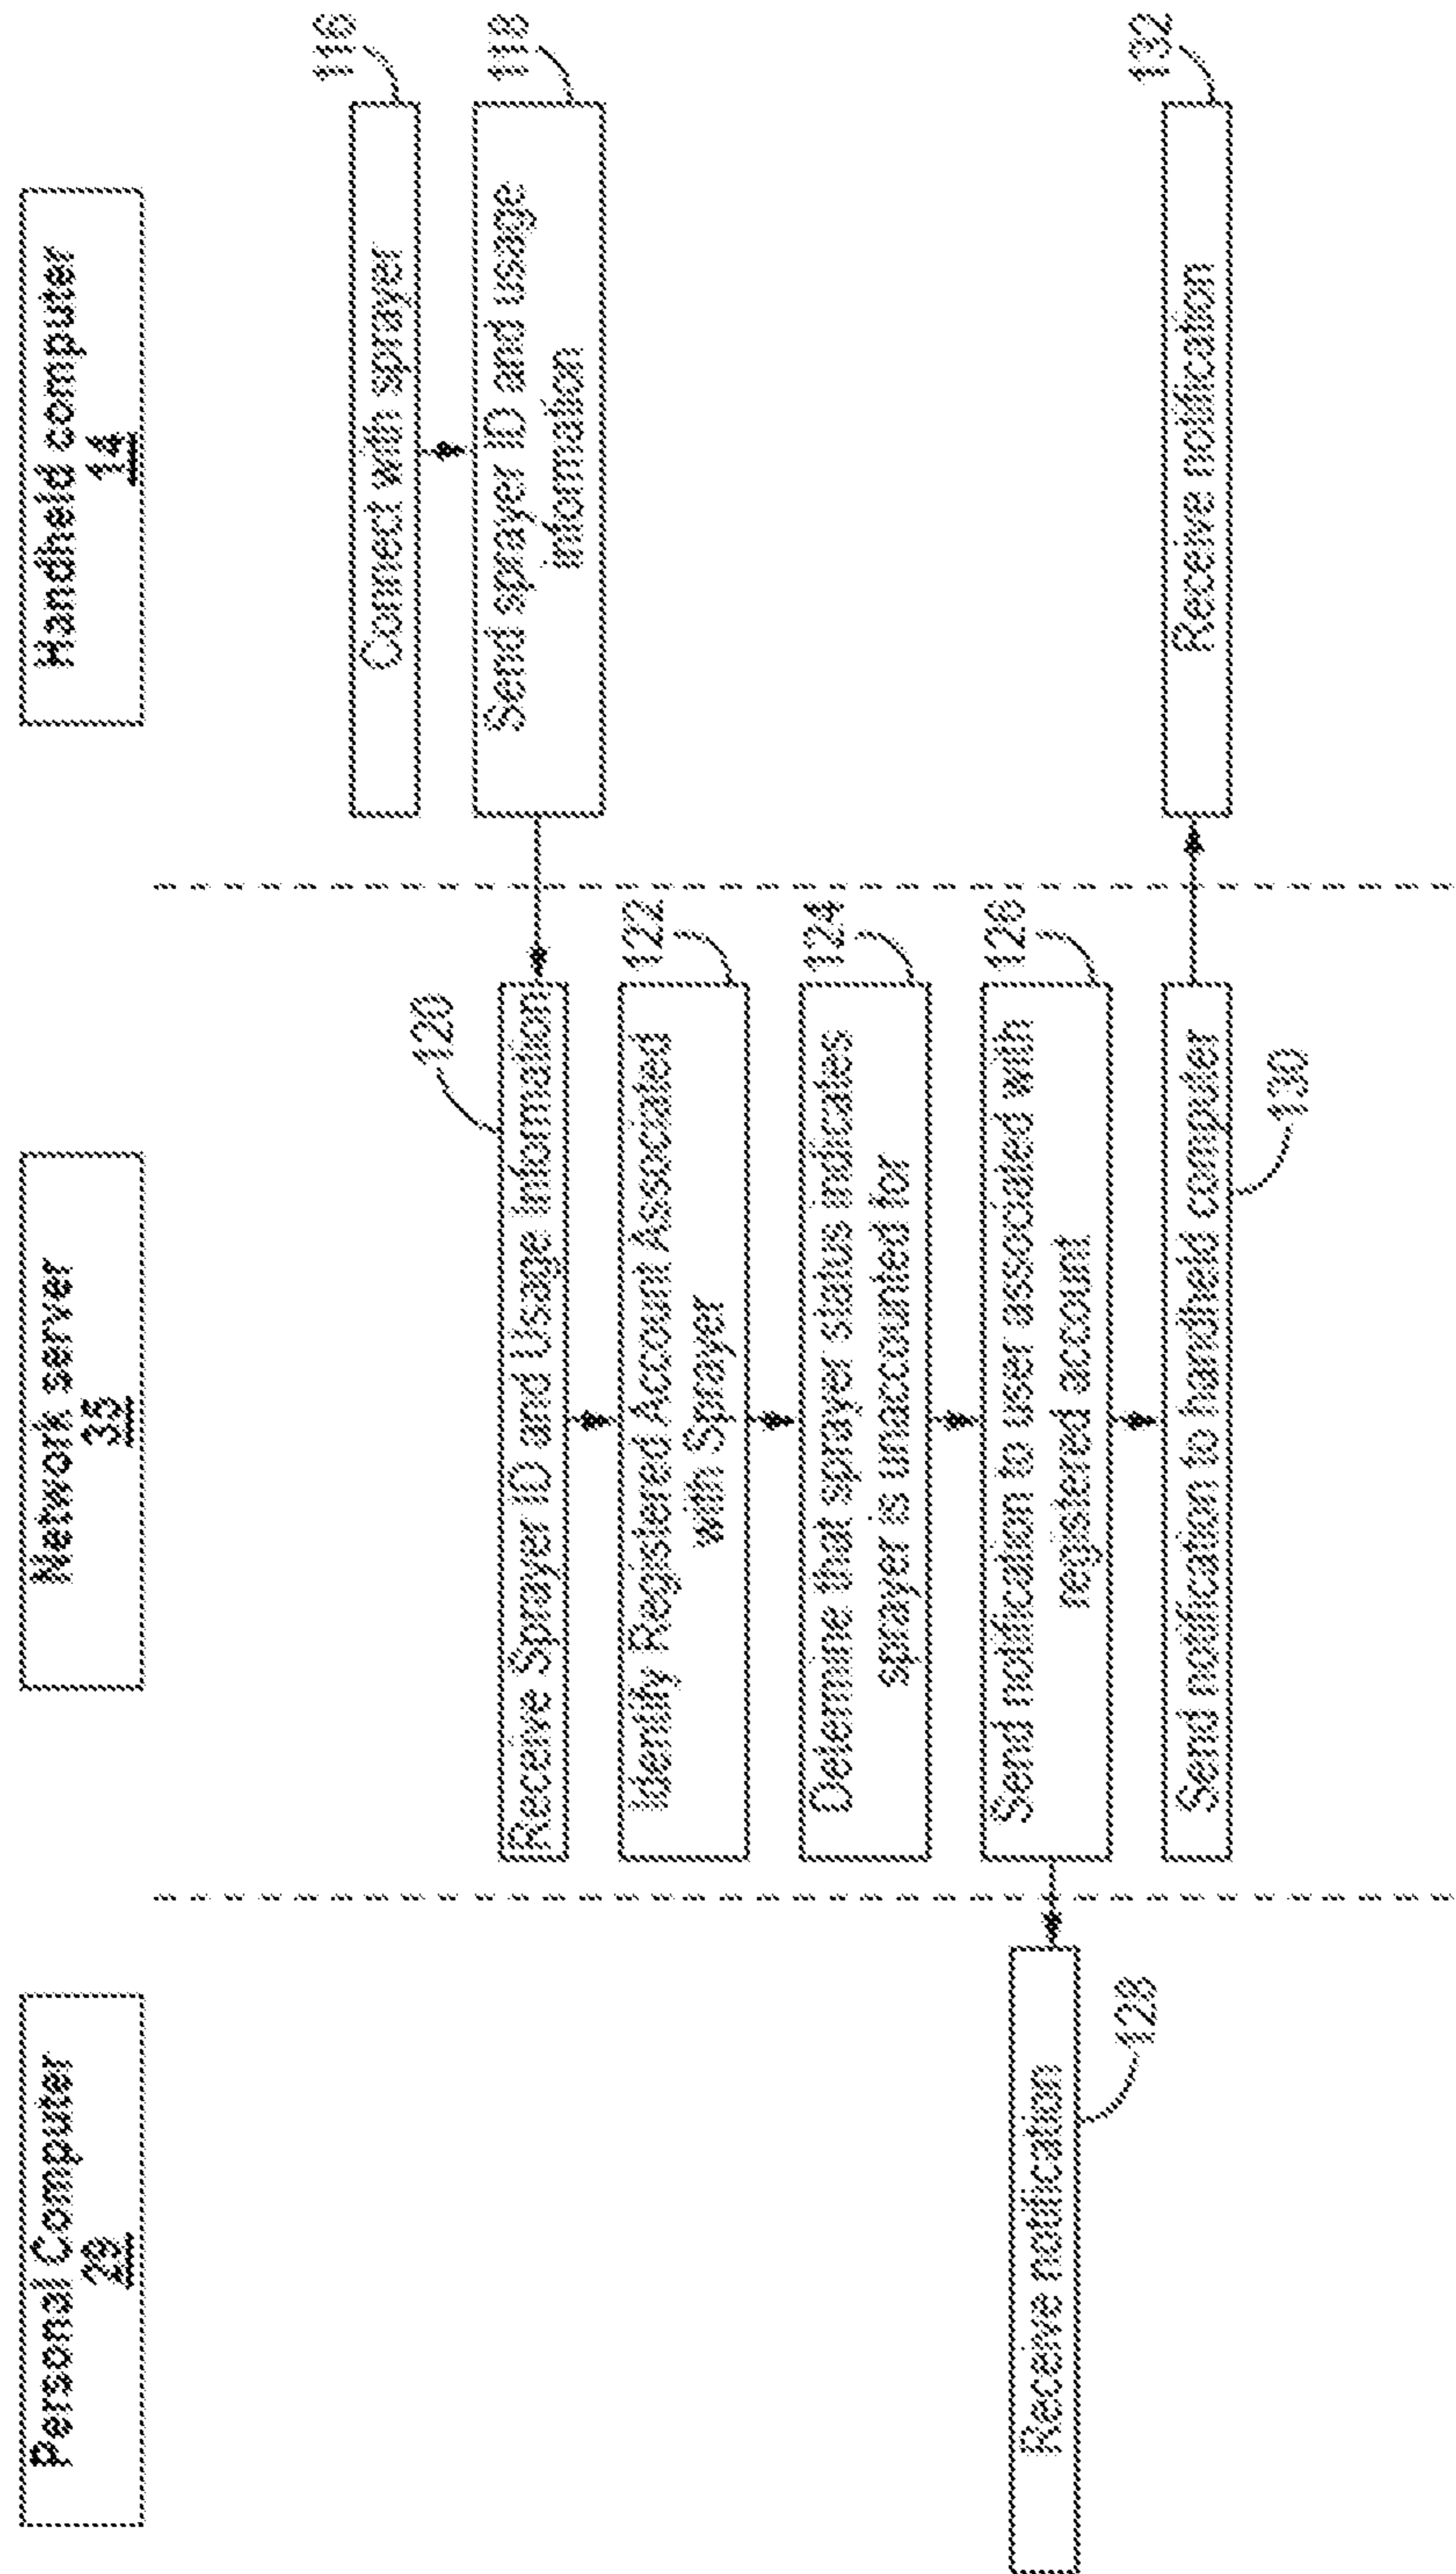 Personal Computer
29
Network server
35
Handheld computer
14
Connect with sprayer
116
Send sprayer ID and usage
information
118
120
Receive Sprayer ID and Usage Information
Identify Registered Account Associated
with Sprayer
122
Determine that sprayer status indicates
sprayer is unaccounted for
124
Send notification to user associated with
registered account
126
Receive notification
128
Send notification to handheld computer
130
Receive notification
132